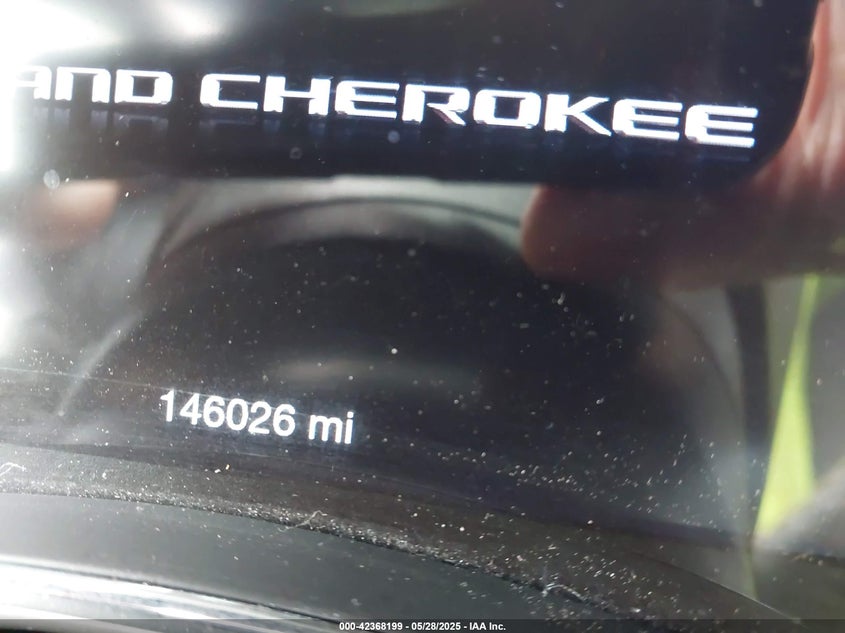 AND CHEROKEE
146026 mi
000-42368199 - 05/28/2025 - IAA Inc.